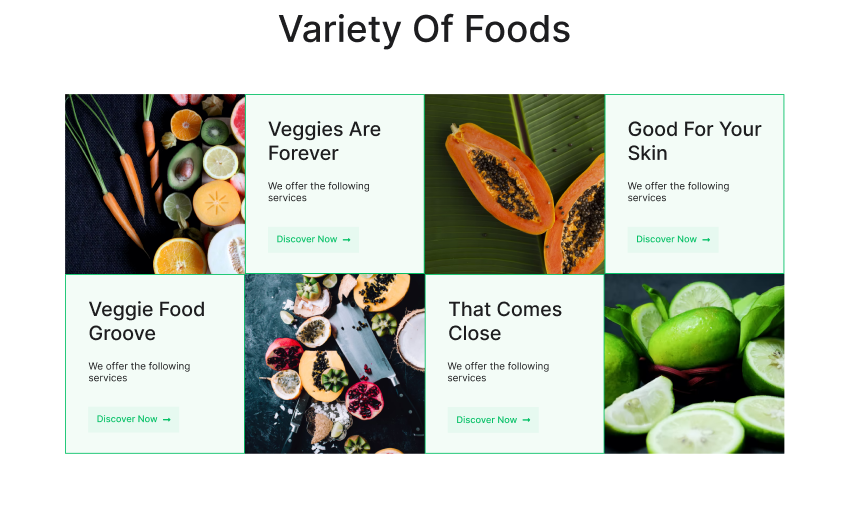 Variety Of Foods
Veggies Are
Forever
We offer the following
services
Discover Now →
Good For Your
Skin
We offer the following
services
Discover Now →
Veggie Food
Groove
We offer the following
services
Discover Now →
That Comes
Close
We offer the following
services
Discover Now →